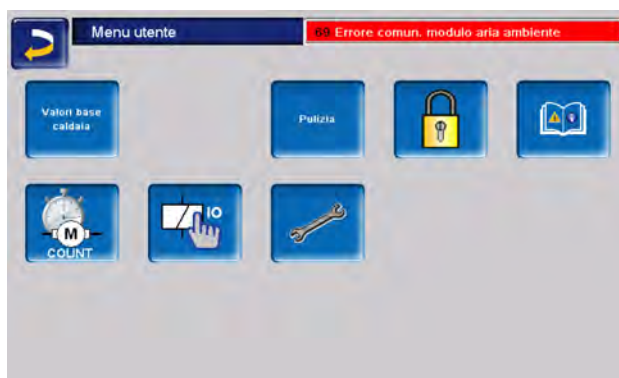 Menu utente
69 Errore comun. modulo aria ambiente
Valori base
caldaia
Pulizia
M
COUNT
IO